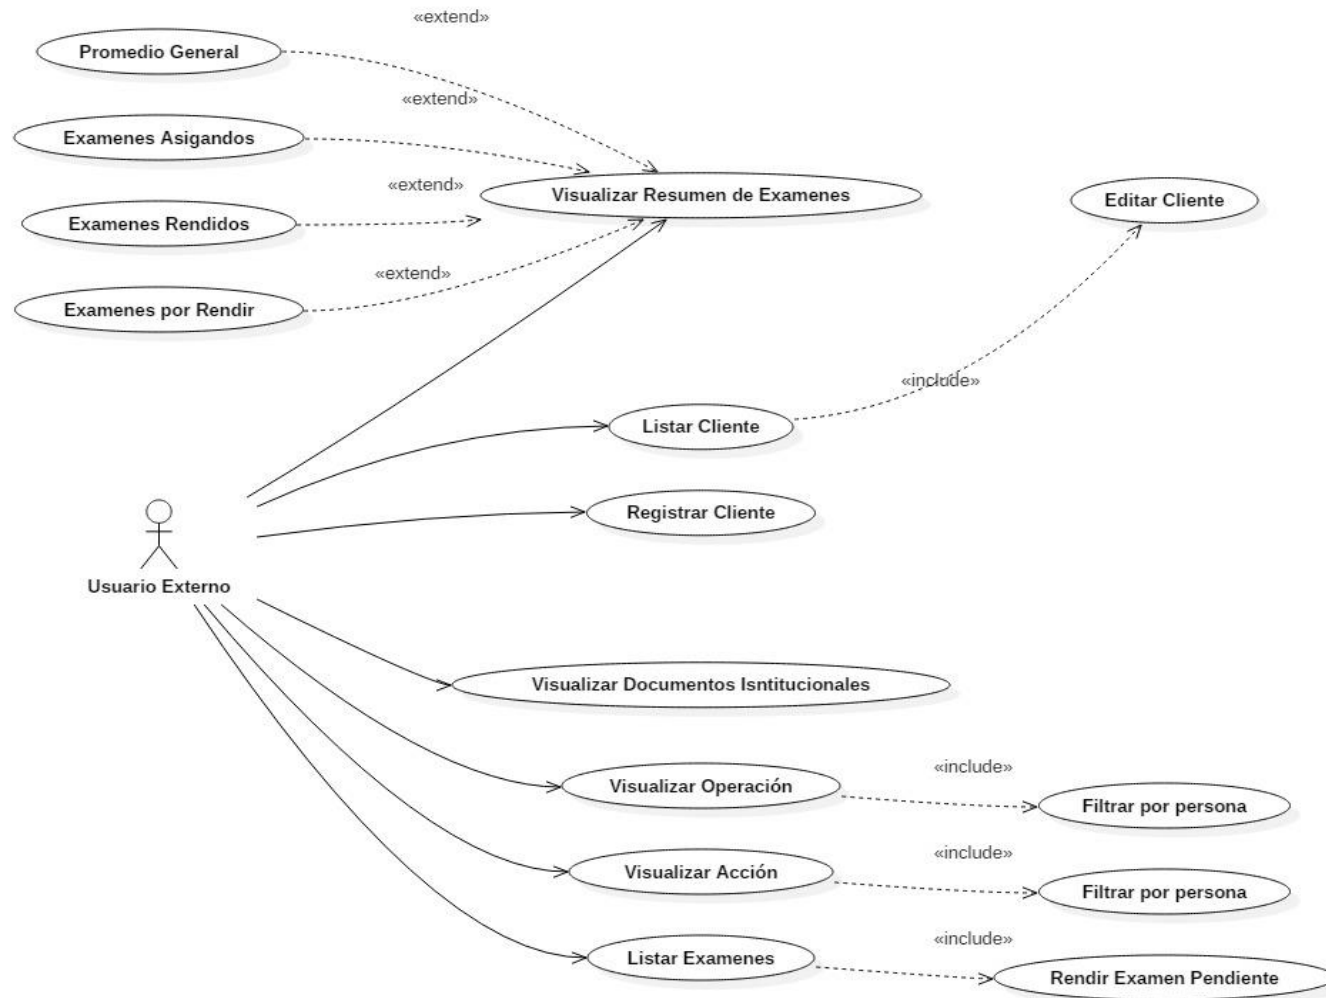 «extend»
Promedio General
«extend»
Examenes Asigandos
«extend»
Visualizar Resumen de Examenes
Editar Cliente
Examenes Rendidos
«extend»
Examenes por Rendir
«include»
Listar Cliente
Registrar Cliente
Usuario Externo
Visualizar Documentos Isntitucionales
«include»
Visualizar Operación
Filtrar por persona
«include»
Visualizar Acción
Filtrar por persona
«include»
Listar Examenes
Rendir Examen Pendiente